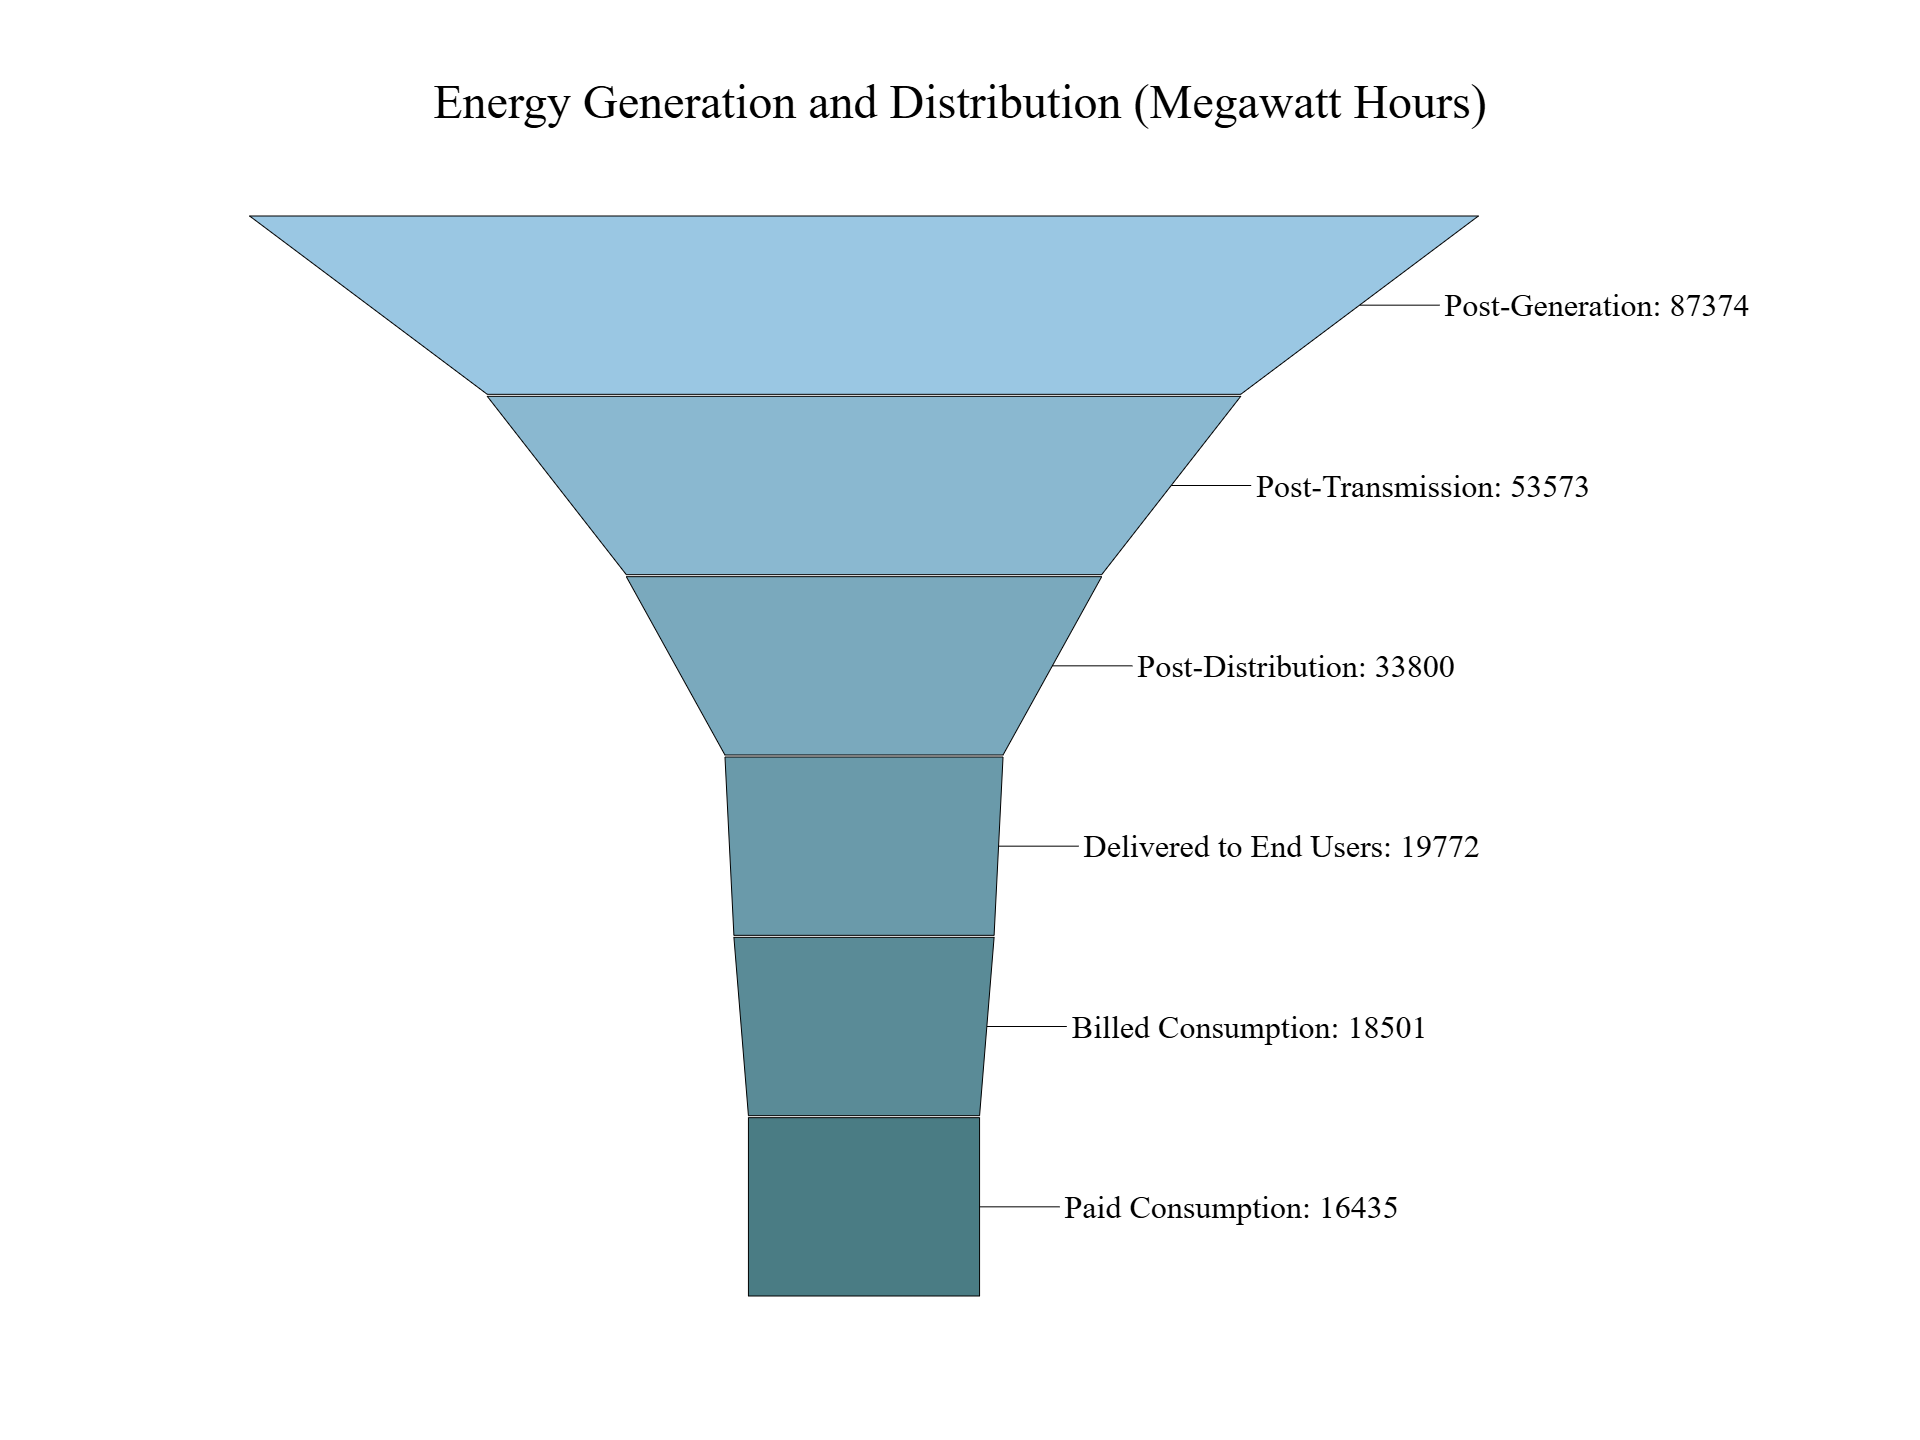 Energy Generation and Distribution (Megawatt Hours)
Post-Generation: 87374
Post-Transmission: 53573
Post-Distribution: 33800
Delivered to End Users: 19772
Billed Consumption: 18501
Paid Consumption: 16435